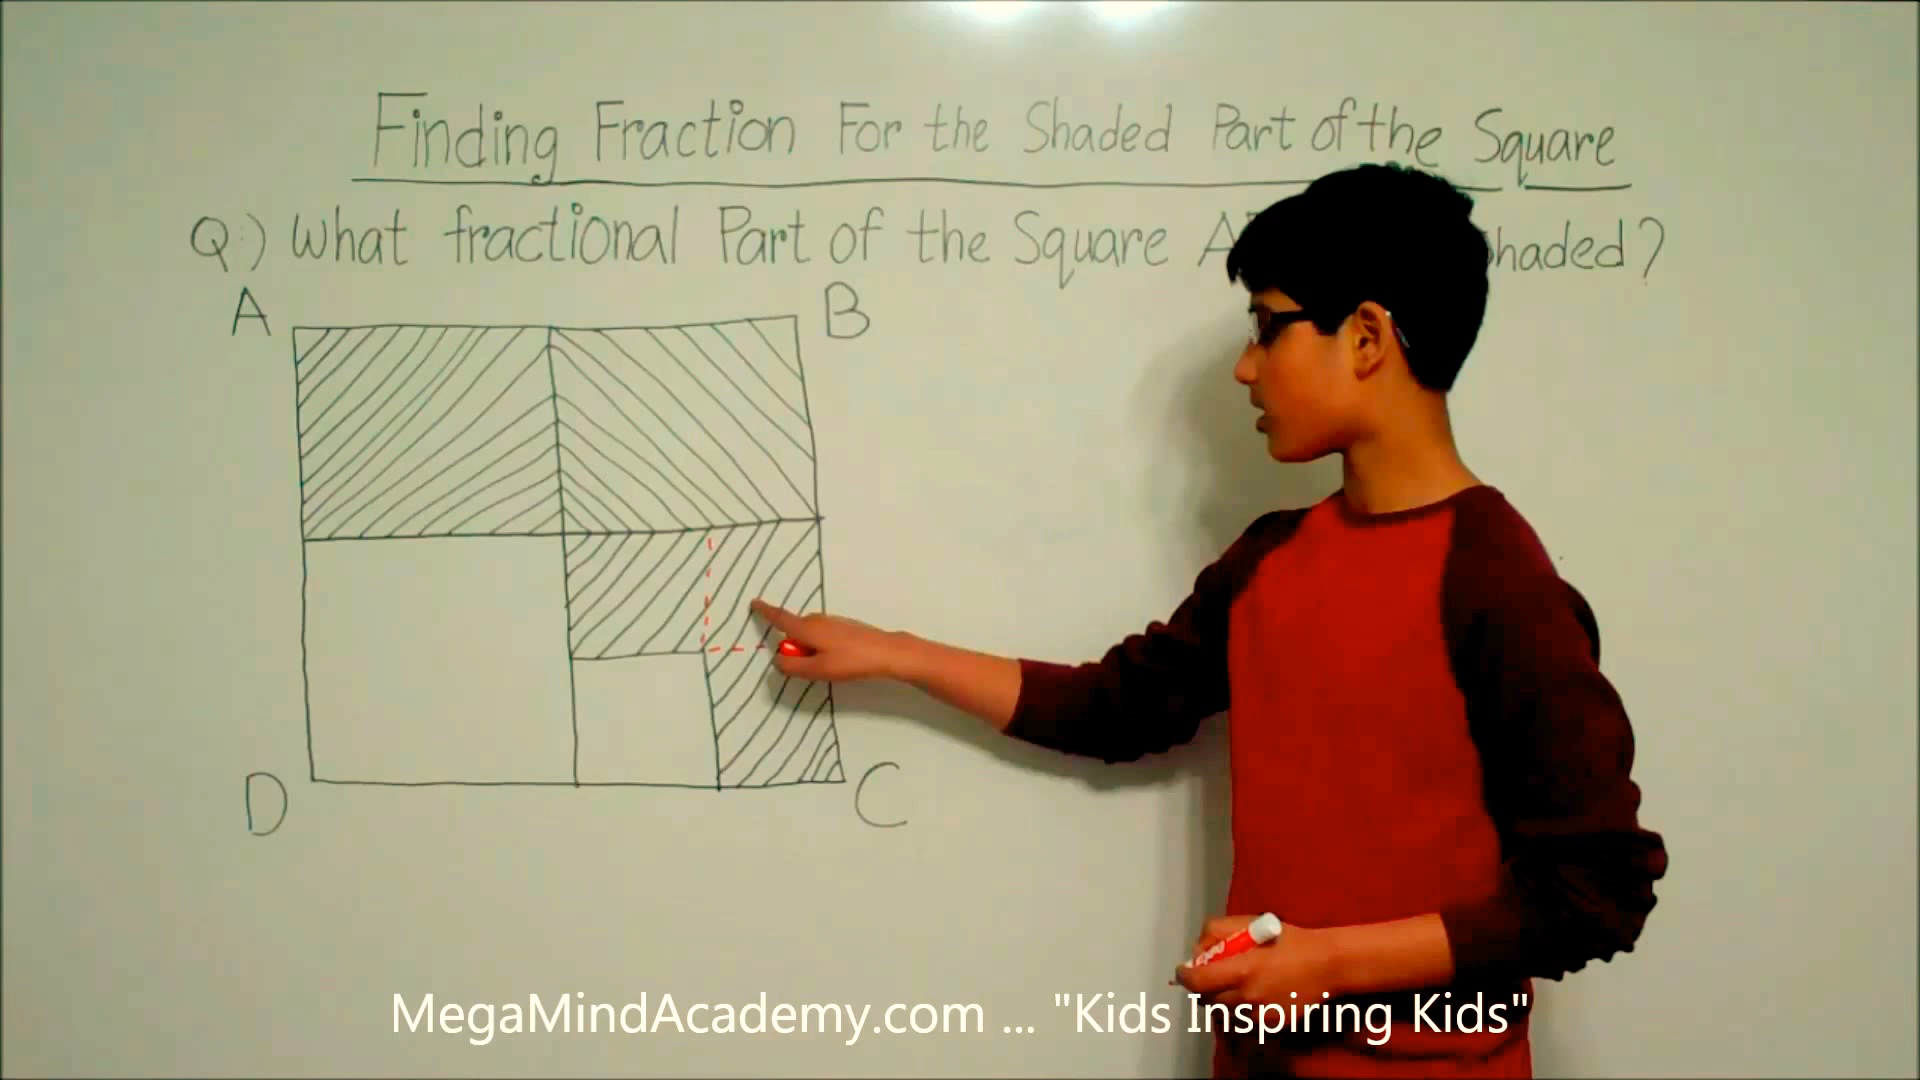 Finding Fraction For the Shaded Part of the Square
Q:) What fractional Part of the Square A shaded?
A
B
D
C
MegaMindAcademy.com ... "Kids Inspiring Kids"